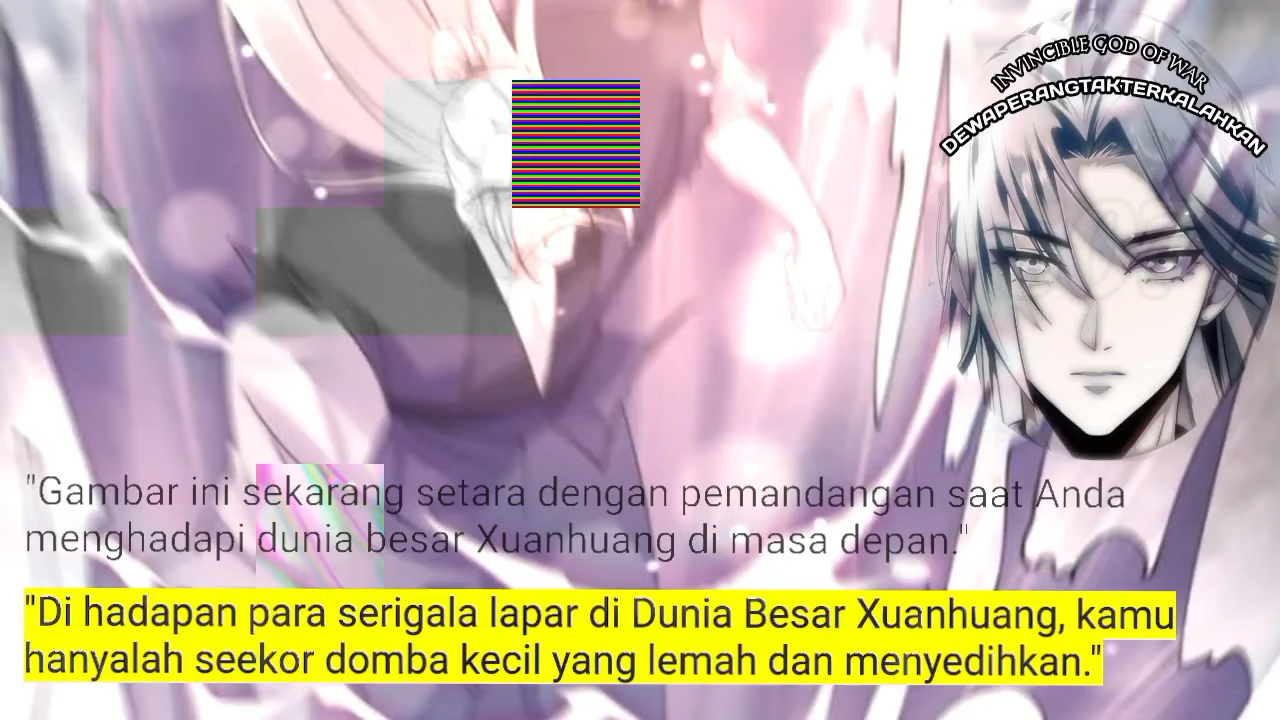 INVINCIBLE GOD OF WAR
DEWAPERANGTAKTERKALAHKAN
"Gambar ini sekarang setara dengan pemandangan saat Anda
menghadapi dunia besar Xuanhuang di masa depan."
"Di hadapan para serigala lapar di Dunia Besar Xuanhuang, kamu
hanyalah seekor domba kecil yang lemah dan menyedihkan."